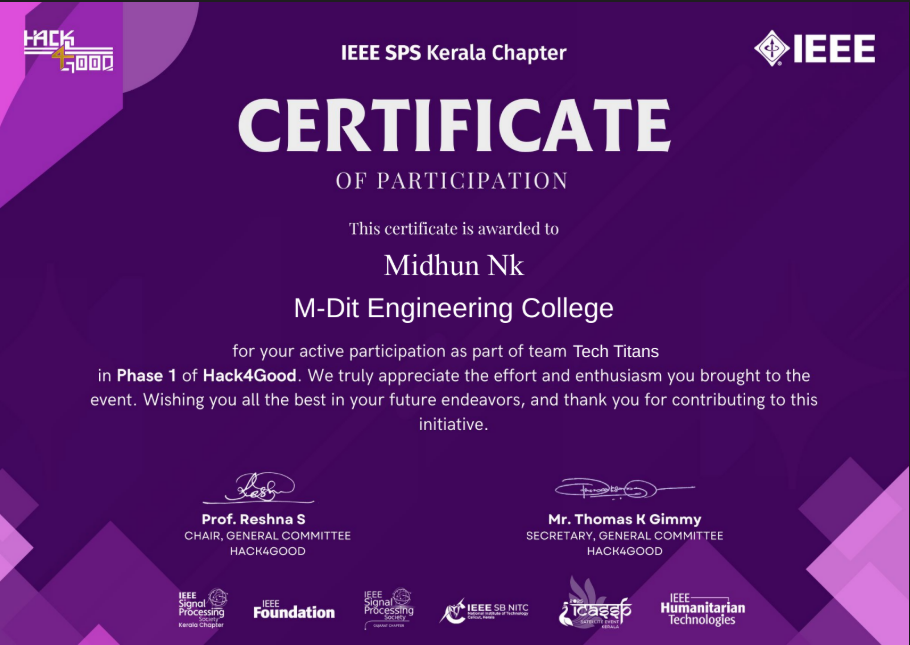 HACK
4GOOD
IEEE SPS Kerala Chapter
IEEE
CERTIFICATE
OF PARTICIPATION
This certificate is awarded to
Midhun Nk
M-Dit Engineering College
for your active participation as part of team Tech Titans
in Phase 1 of Hack4Good. We truly appreciate the effort and enthusiasm you brought to the
event. Wishing you all the best in your future endeavors, and thank you for contributing to this
initiative.
Prof. Reshna S
CHAIR, GENERAL COMMITTEE
HACK4GOOD
Mr. Thomas K Gimmy
SECRETARY, GENERAL COMMITTEE
HACK4GOOD
IEEE
Signal
Processing
Society
Kerala Chapter
IEEE
Foundation
IEEE
Signal
Processing
Society
GUJARAT CHAPTER
IEEE SB NITC
National Institute of Technology
Calicut, Kerala
icassp
SATELLITE EVENT
KERALA
IEEE
Humanitarian
Technologies